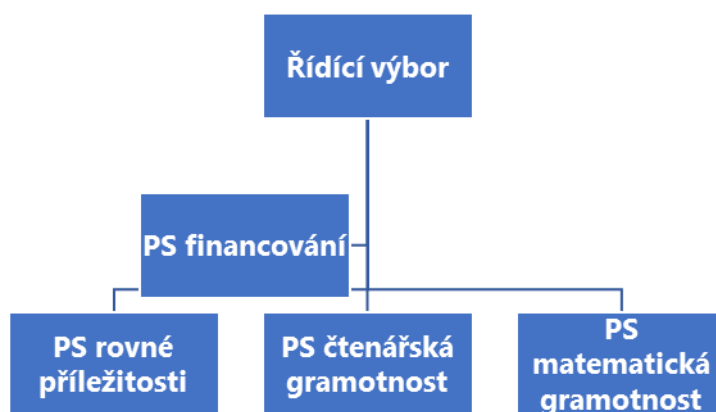 Řídící výbor
PS financování
PS rovné
příležitosti
PS čtenářská
gramotnost
PS
matematická
gramotnost